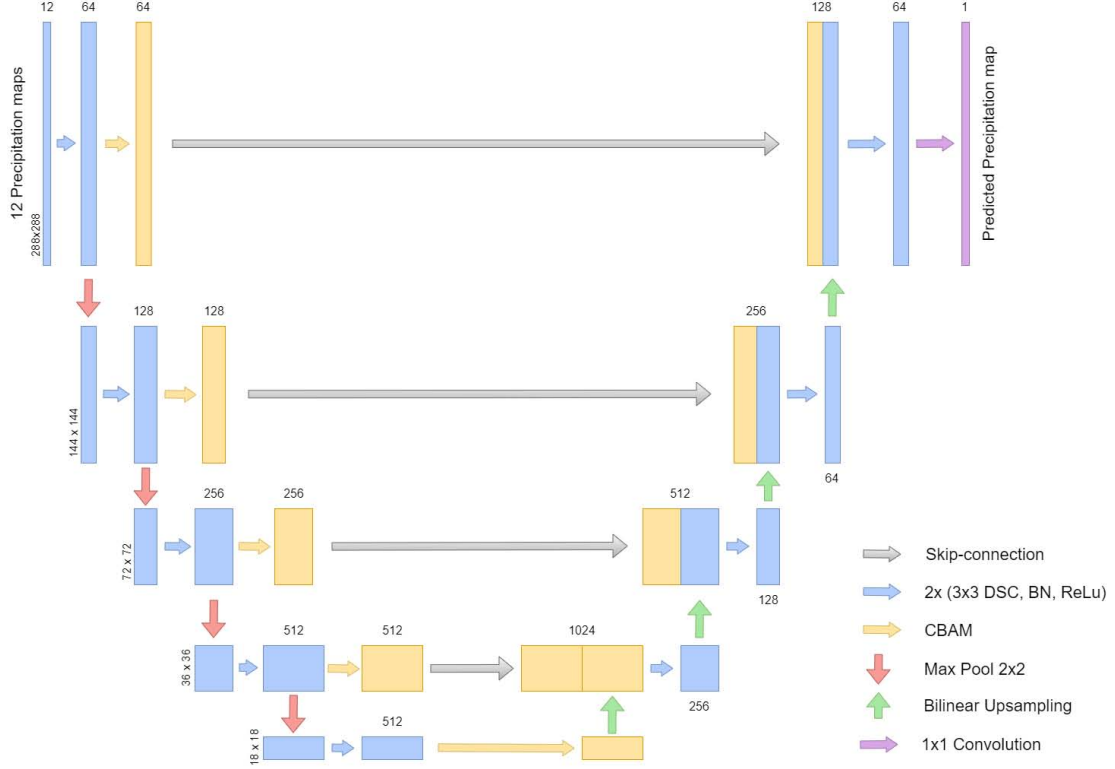 12
64
64
128
64
1
12 Precipitation maps
288x288
Predicted Precipitation map
128
128
256
144 x 144
64
256
256
512
72 x 72
128
512
512
1024
36 x 36
256
512
18 x 18
Skip-connection
2x (3x3 DSC, BN, ReLu)
CBAM
Max Pool 2x2
Bilinear Upsampling
1x1 Convolution